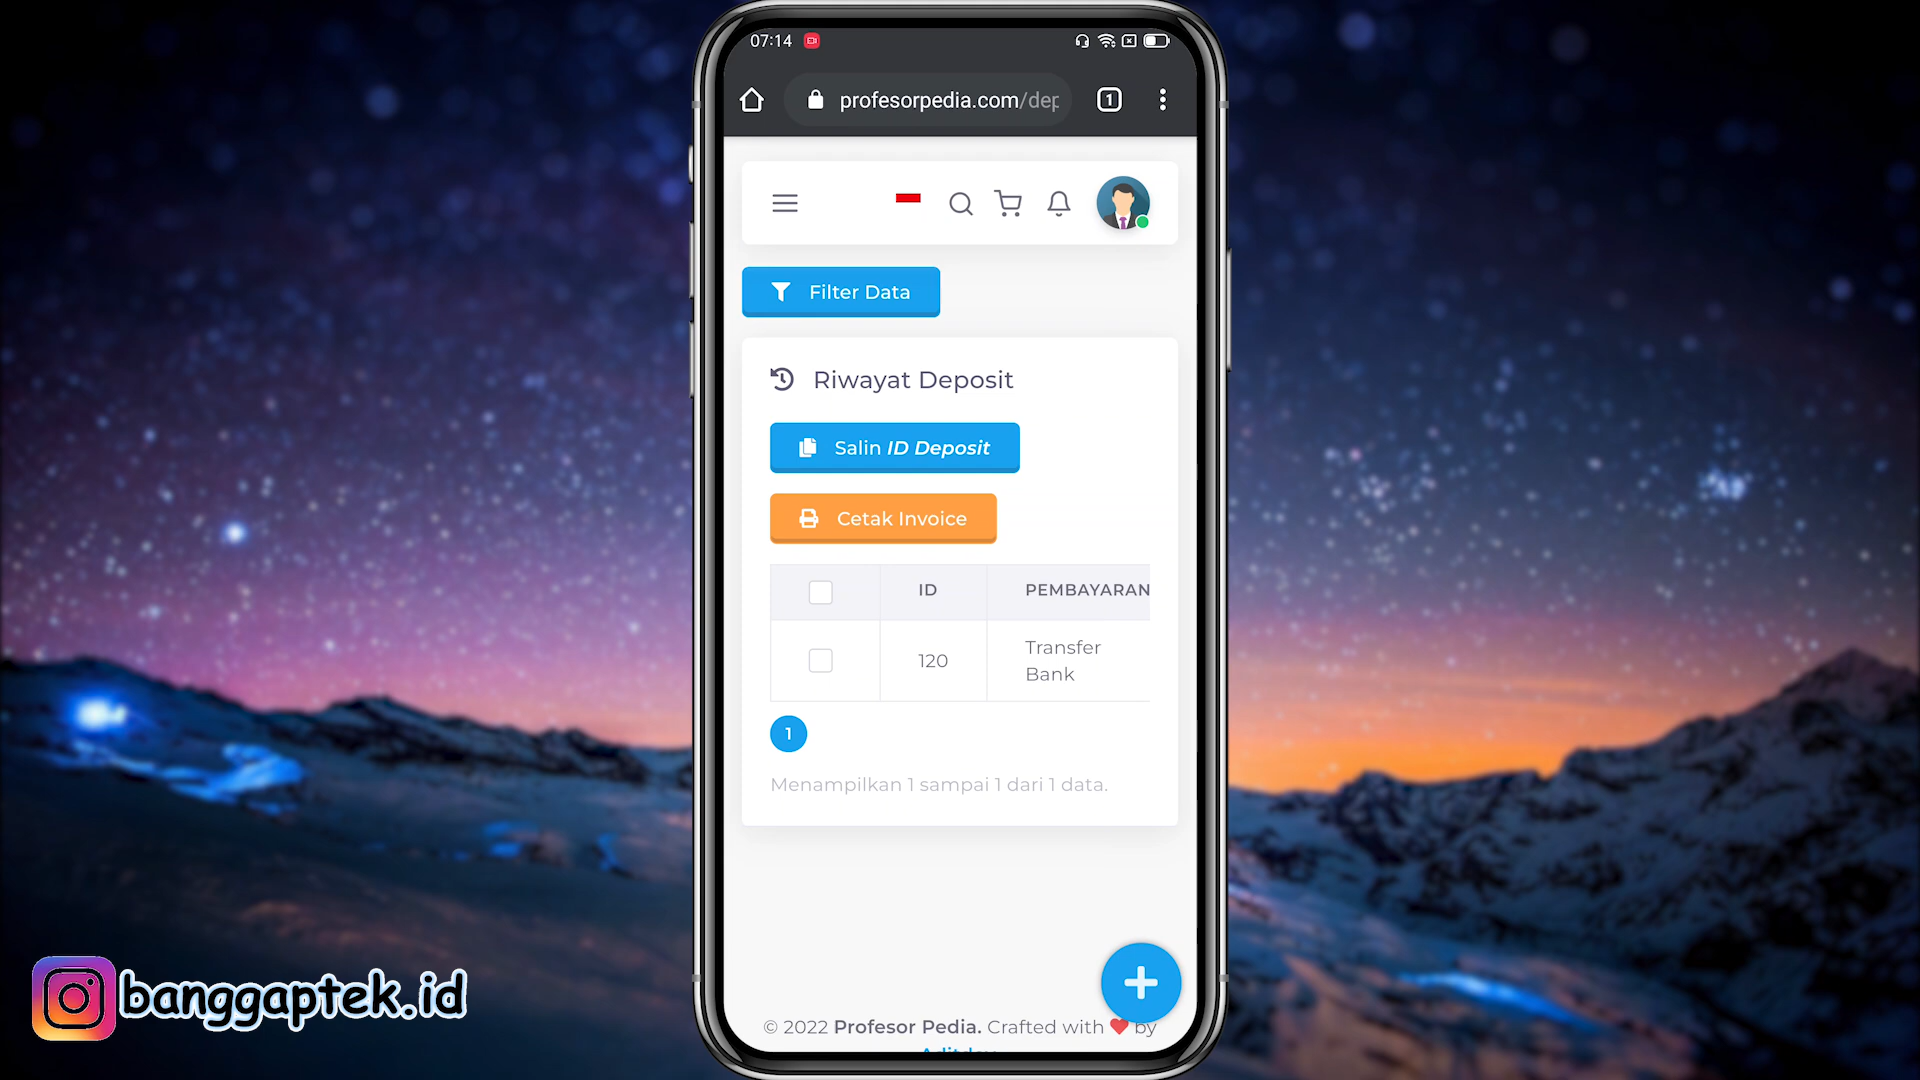 07:14
profesorpedia.com/dep
1
Filter Data
Riwayat Deposit
Salin ID Deposit
Cetak Invoice
ID PEMBAYARAN
120 Transfer Bank
1
Menampilkan 1 sampai 1 dari 1 data.
© 2022 Profesor Pedia. Crafted with ❤ by
banggaptek.id